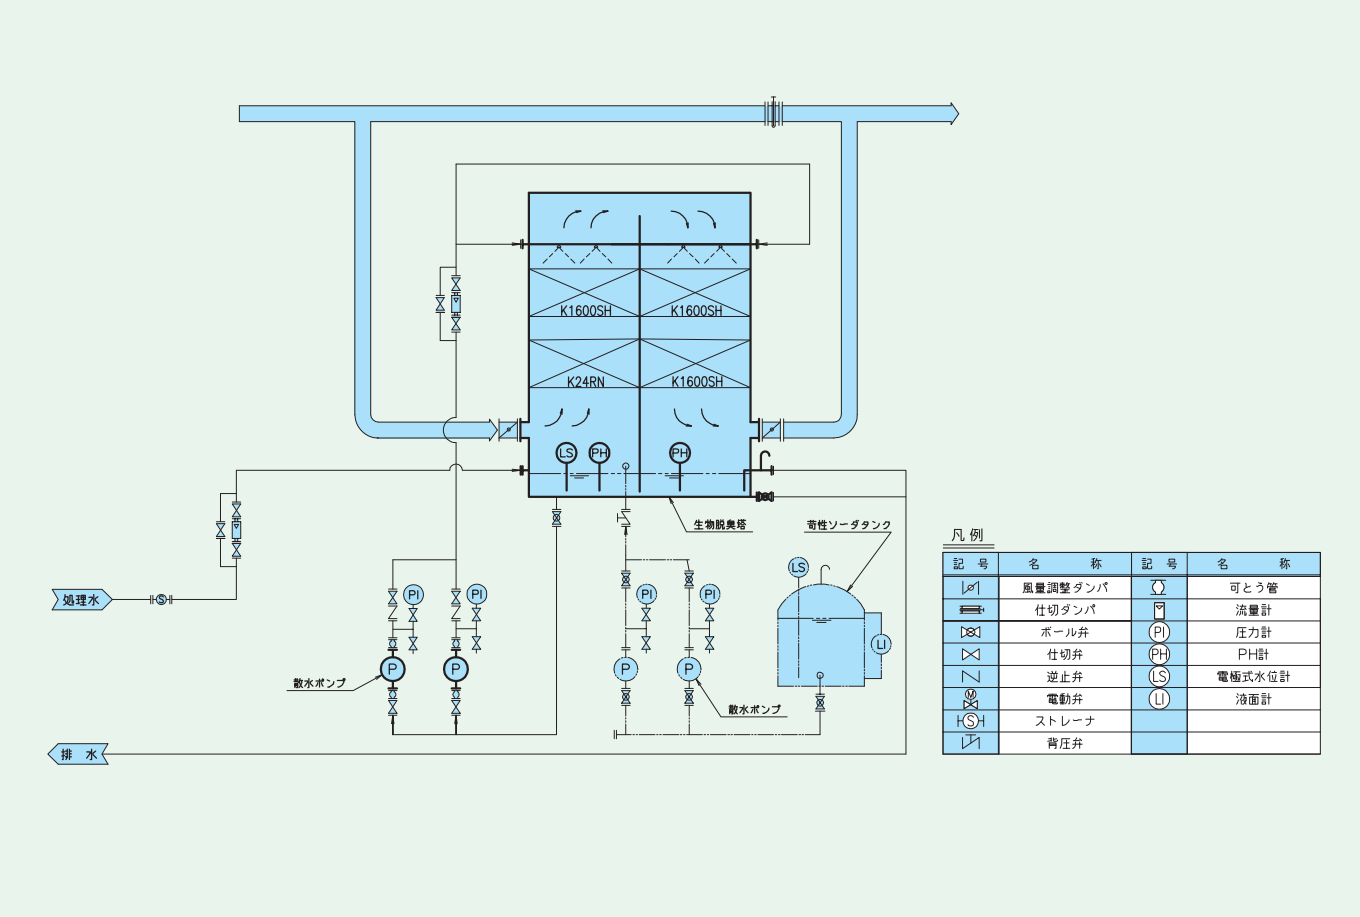 K1600SH K1600SH
K24RN K1600SH
LS PH PH
生物脱臭塔
苛性ソーダタンク
LS
処理水 S
PI PI PI PI
LI
P P P P
散水ポンプ
散水ポンプ
排 水
凡 例
記 号 名 称 記 号 名 称
風量調整ダンパ 可とう管
仕切ダンパ 流量計
ボール弁 PI 圧力計
仕切弁 PH PH計
逆止弁 LS 電極式水位計
M 電動弁 LI 液面計
S ストレーナ
背圧弁